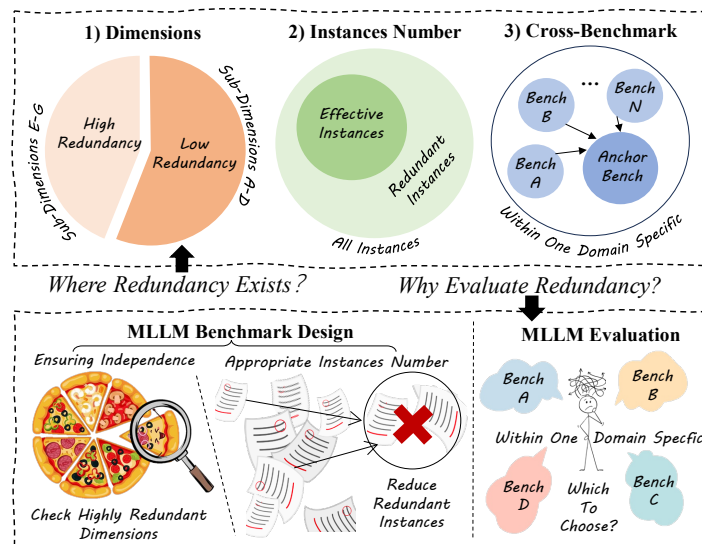 1) Dimensions
2) Instances Number
3) Cross-Benchmark
Sub-Dimensions E-G
High
Redundancy
Low
Redundancy
Sub-Dimensions A-D
Effective
Instances
Redundant
Instances
All Instances
Bench
B
...
Bench
N
Bench
A
Anchor
Bench
Within One Domain Specific
Where Redundancy Exists?
Why Evaluate Redundancy?
MLLM Benchmark Design
Ensuring Independence
Appropriate Instances Number
Check Highly Redundant
Dimensions
Reduce
Redundant
Instances
MLLM Evaluation
Bench
A
Bench
B
Within One Domain Specific
Bench
D
Which
To
Choose?
Bench
C